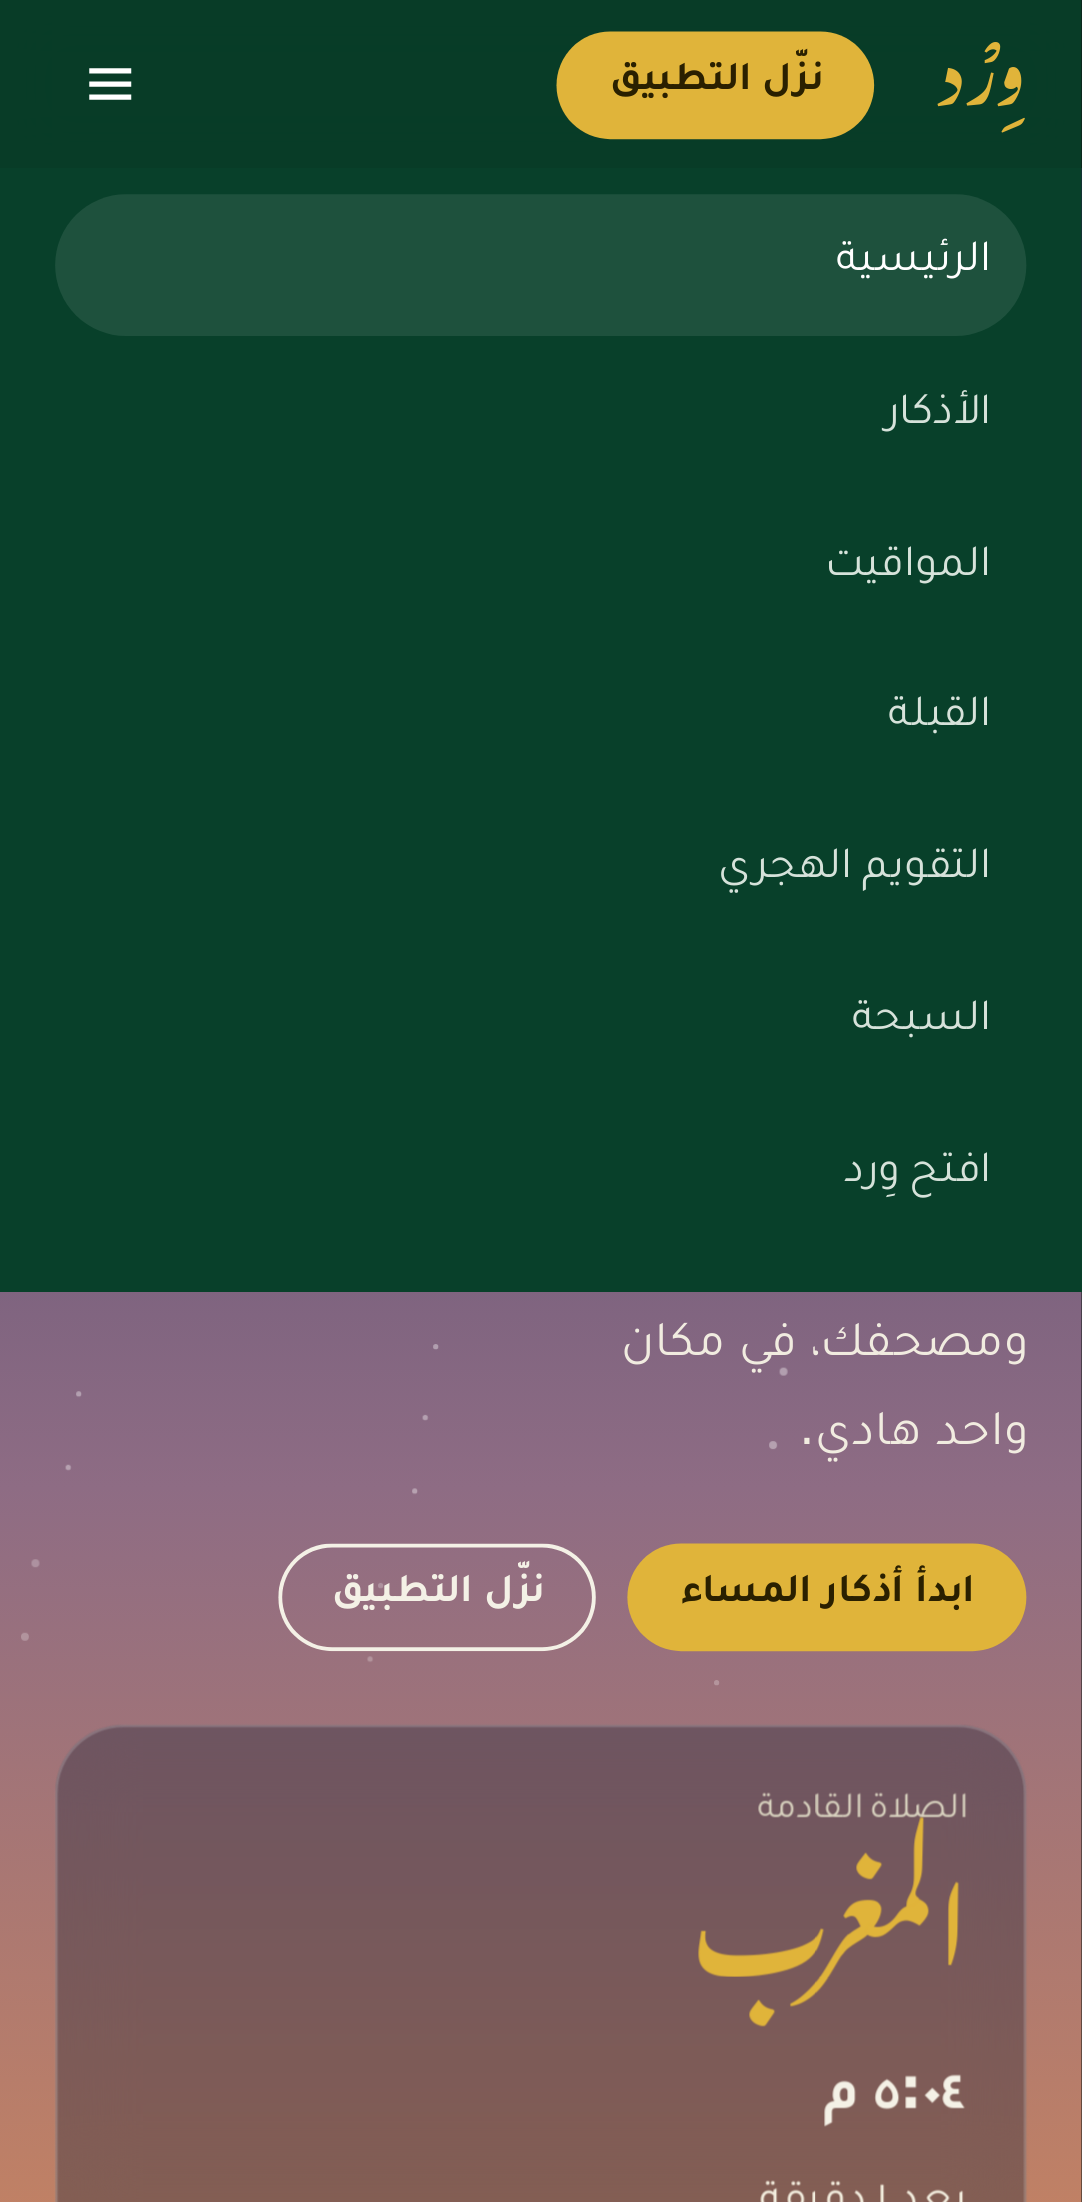 وِرْد
نزّل التطبيق
الرئيسية
الأذكار
المواقيت
القبلة
التقويم الهجري
السبحة
افتح وِرد
ومصحفك، في مكان
واحد هادي.
ابدأ أذكار المساء
نزّل التطبيق
الصلاة القادمة
المغرب
٥:٠٤ م